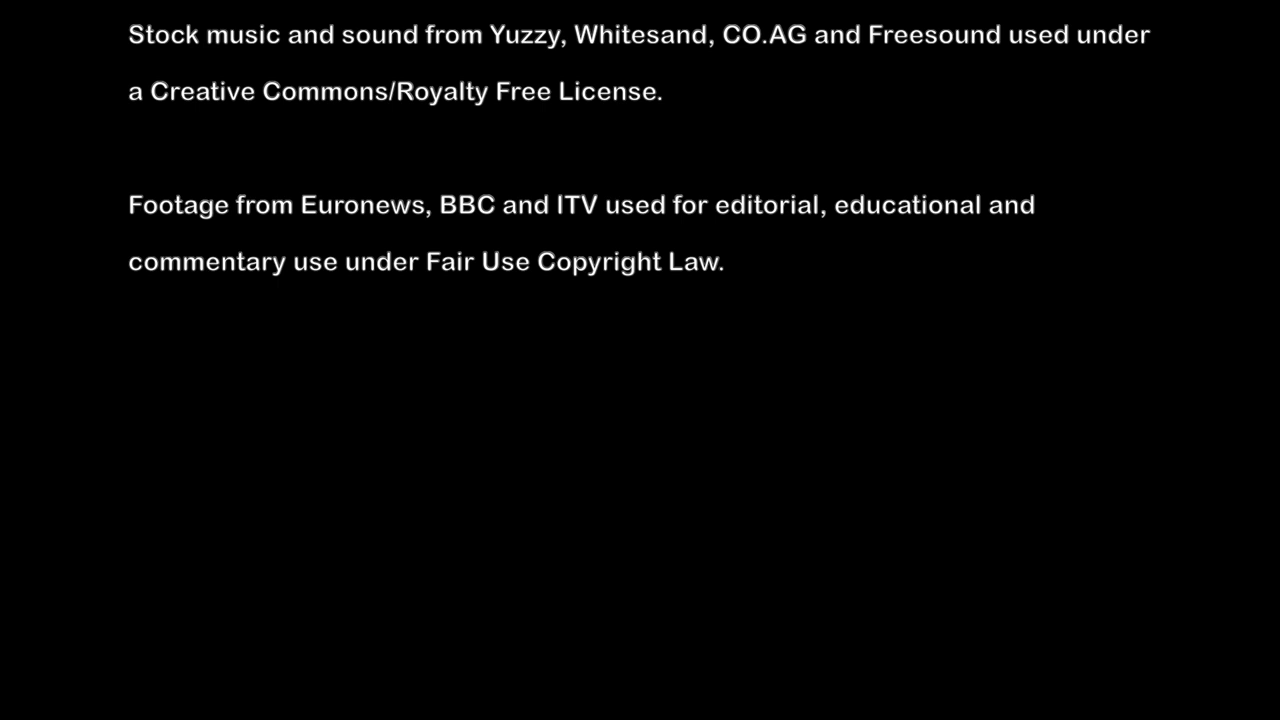 Stock music and sound from Yuzzy, Whitesand, CO.AG and Freesound used under
a Creative Commons/Royalty Free License.
Footage from Euronews, BBC and ITV used for editorial, educational and
commentary use under Fair Use Copyright Law.